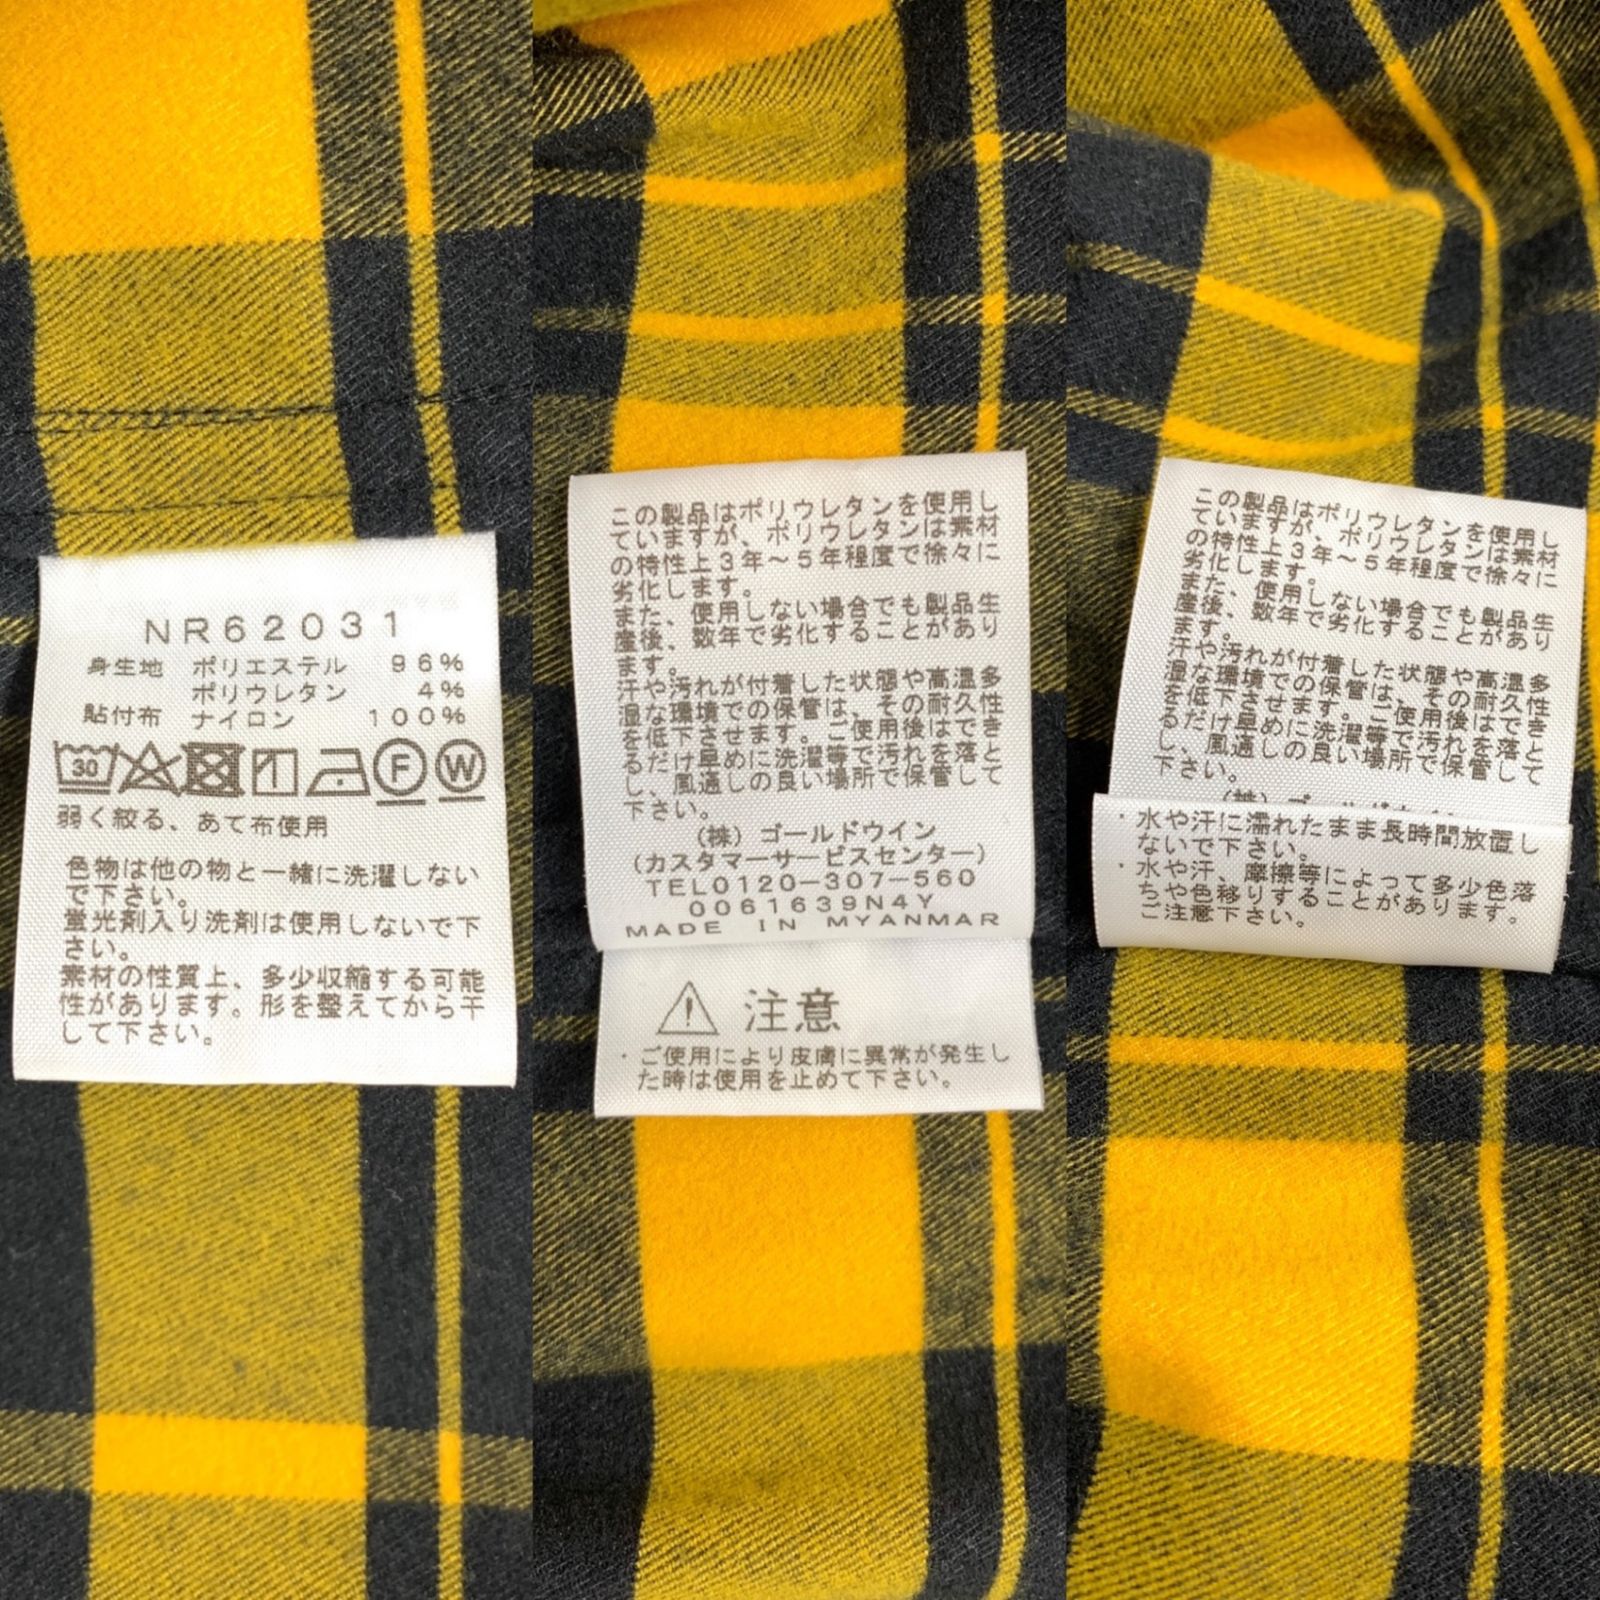 NR62031
身生地 ポリエステル 96%
ポリウレタン 4%
貼付布 ナイロン 100%
30 F W
弱く絞る、あて布使用
色物は他の物と一緒に洗濯しない
で下さい。
蛍光剤入り洗剤は使用しないで下
さい。
素材の性質上、多少収縮する可能
性があります。形を整えてから干
して下さい。
この製品はポリウレタンを使用し
ていますが、ポリウレタンは素材
の特性上3年～5年程度で徐々に
劣化します。
また、使用しない場合でも製品生
産後、数年で劣化することがあり
ます。
汗や汚れが付着した状態や高温多
湿な環境での保管は、その耐久性
を低下させます。ご使用後はでき
るだけ早めに洗濯等で汚れを落と
し、風通しの良い場所で保管して
下さい。
(株)ゴールドウイン
(カスタマーサービスセンター)
TEL0120-307-560
0061639N4Y
MADE IN MYANMAR
注意
・ご使用により皮膚に異常が発生し
た時は使用を止めて下さい。
この製品はポリウレタンを使用し
ていますが、ポリウレタンは素材
の特性上3年～5年程度で徐々に
劣化します。
また、使用しない場合でも製品生
産後、数年で劣化することがあり
ます。
汗や汚れが付着した状態や高温多
湿な環境での保管は、その耐久性
を低下させます。ご使用後はでき
るだけ早めに洗濯等で汚れを落と
し、風通しの良い場所で保管して
下さい。
・水や汗に濡れたまま長時間放置し
ないで下さい。
・水や汗、摩擦等によって多少色落
ちや色移りすることがあります。
ご注意下さい。